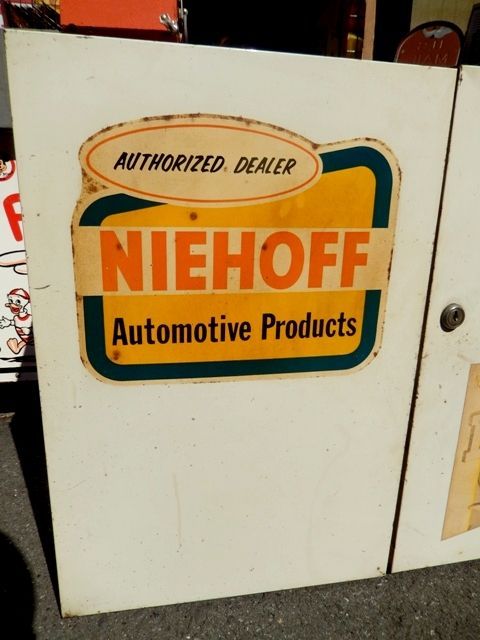 AUTHORIZED DEALER
NIEHOFF
Automotive Products